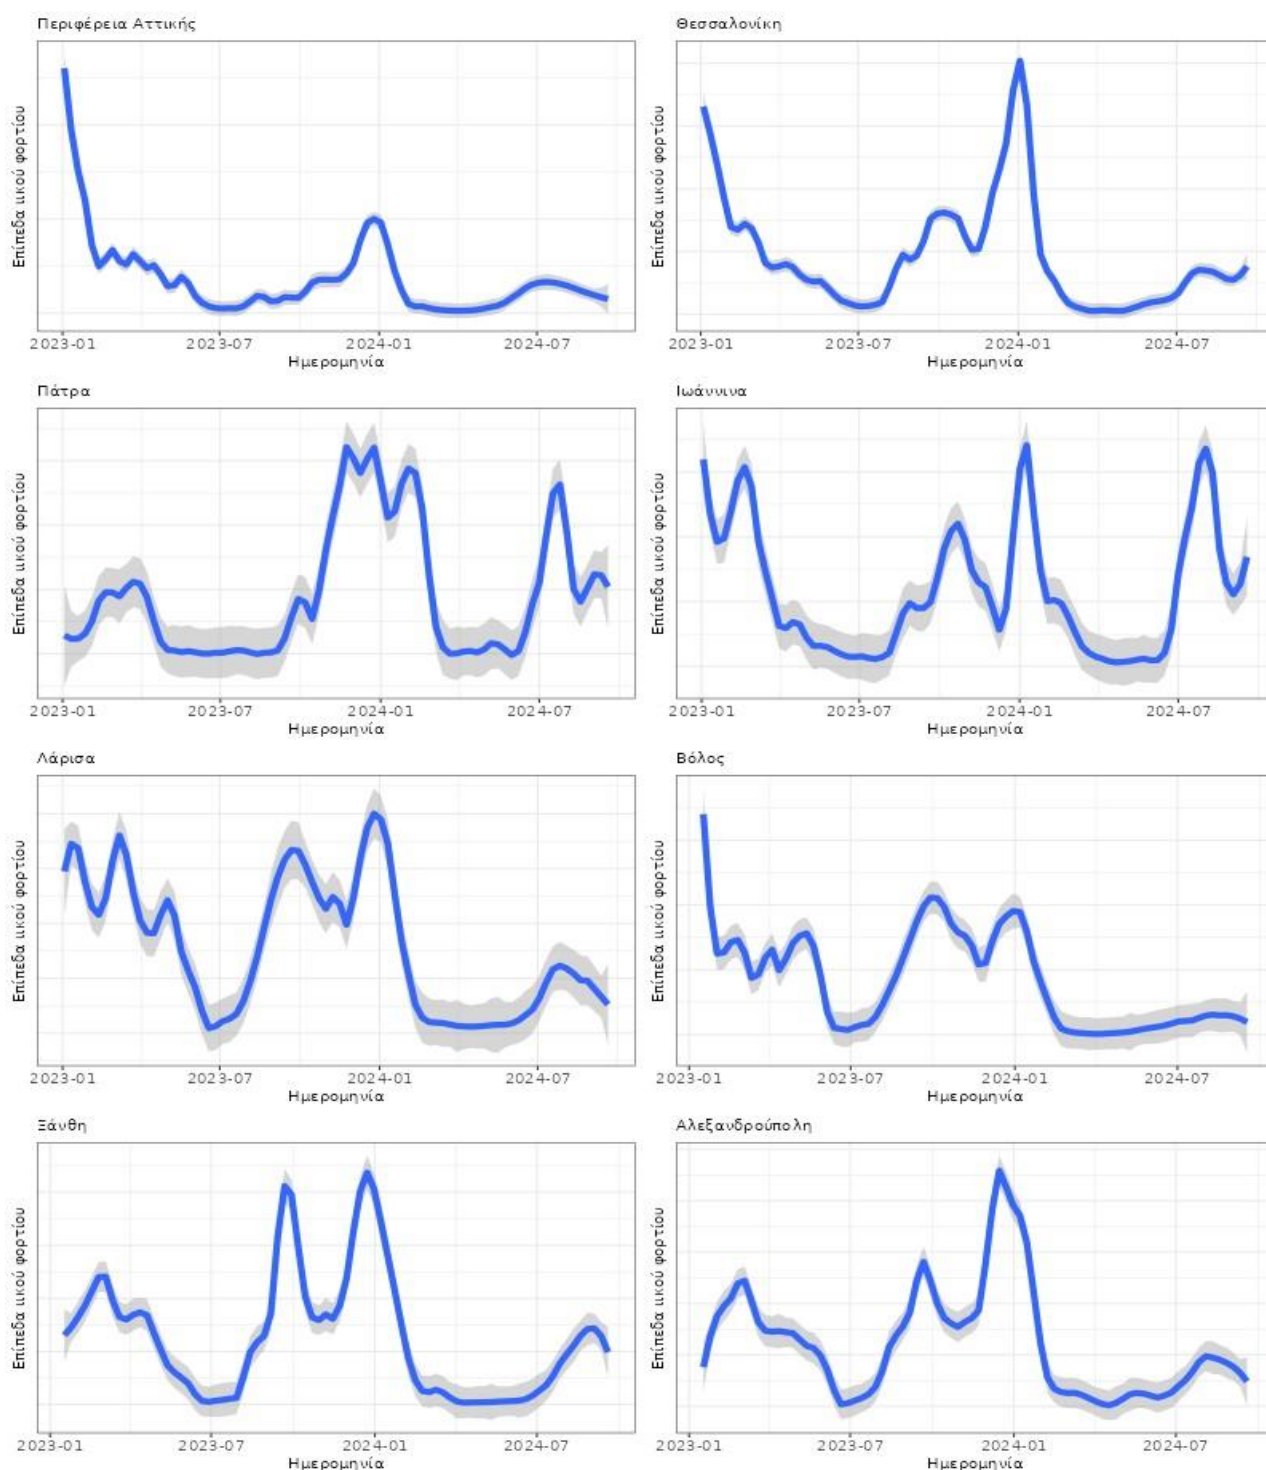 Περιφέρεια Αττικής
Επίπεδα ιικού φορτίου
2023-01 2023-07 2024-01 2024-07
Ημερομηνία
Θεσσαλονίκη
Επίπεδα ιικού φορτίου
2023-01 2023-07 2024-01 2024-07
Ημερομηνία
Πάτρα
Επίπεδα ιικού φορτίου
2023-01 2023-07 2024-01 2024-07
Ημερομηνία
Ιωάννινα
Επίπεδα ιικού φορτίου
2023-01 2023-07 2024-01 2024-07
Ημερομηνία
Λάρισα
Επίπεδα ιικού φορτίου
2023-01 2023-07 2024-01 2024-07
Ημερομηνία
Βόλος
Επίπεδα ιικού φορτίου
2023-01 2023-07 2024-01 2024-07
Ημερομηνία
Ξάνθη
Επίπεδα ιικού φορτίου
2023-01 2023-07 2024-01 2024-07
Ημερομηνία
Αλεξανδρούπολη
Επίπεδα ιικού φορτίου
2023-01 2023-07 2024-01 2024-07
Ημερομηνία